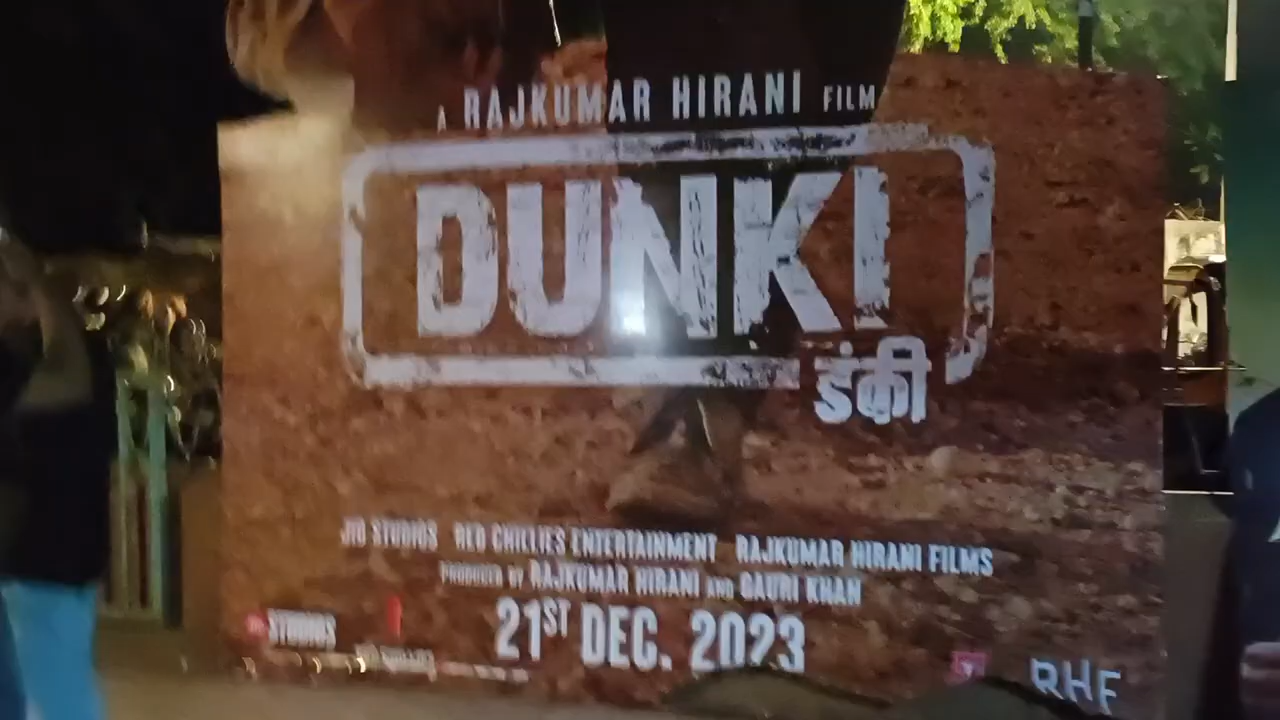 A RAJKUMAR HIRANI FILM
DUNKI
डंकी
JIO STUDIOS RED CHILLIES ENTERTAINMENT RAJKUMAR HIRANI FILMS
PRODUCED BY RAJKUMAR HIRANI AND GAURI KHAN
21ST DEC. 2023
STUDIOS
RHF